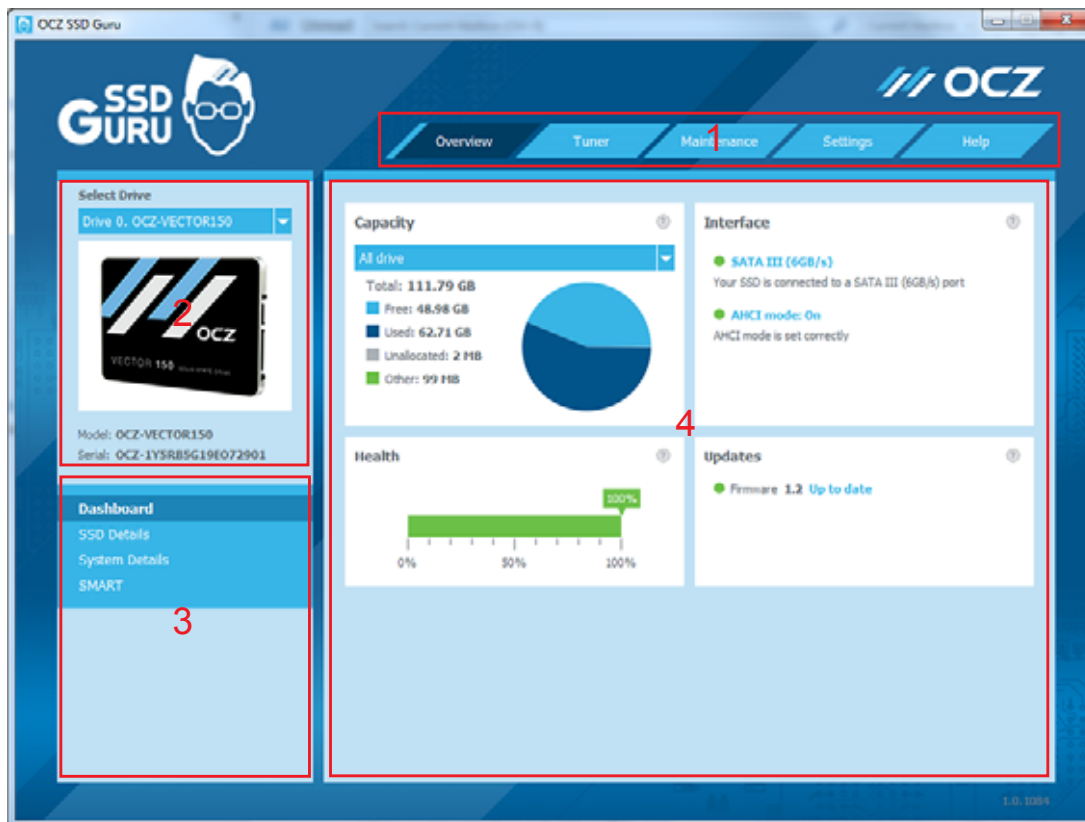 OCZ SSD Guru
SSD
GURU
OCZ
Overview
Tuner
Maintenance
Settings
Help
1
Select Drive
Drive 0. OCZ-VECTOR150
OCZ
VECTOR 150
2
Model: OCZ-VECTOR150
Serial: OCZ-1Y5RB5G19EO72901
Dashboard
SSD Details
System Details
SMART
3
Capacity
All drive
Total: 111.79 GB
Free: 48.98 GB
Used: 62.71 GB
Unalocated: 2 MB
Other: 99 MB
Interface
SATA III (6GB/s)
Your SSD is connected to a SATA III (6GB/s) port
AHCI mode: On
AHCI mode is set correctly
4
Health
100%
0%
50%
100%
Updates
Firmware 1.2 Up to date
1.0.1084